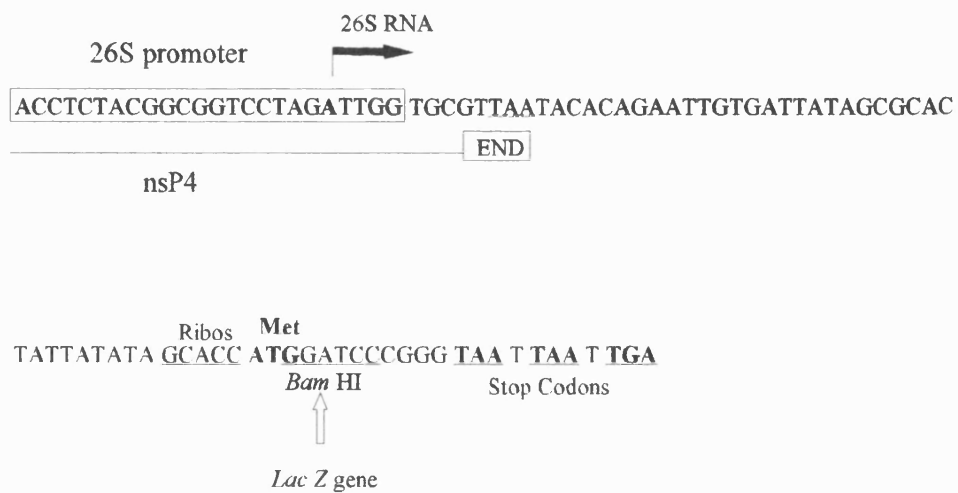 26S RNA
26S promoter
ACCTCTACGGCGGTCCTAGATTGG TGCGTTAATACACAGAATTGTGATTATAGCGCAC
END
nsP4
Ribos Met
TATTATATA GCACC ATGGATCCCGGG TAA T TAA T TGA
Bam HI Stop Codons
Lac Z gene